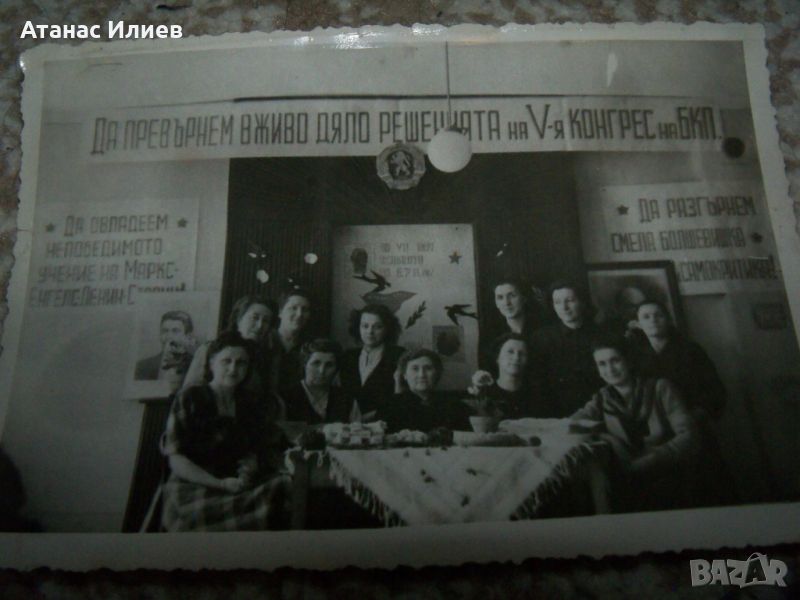 Атанас Илиев
ДА ПРЕВЪРНЕМ В ЖИВО ДЯЛО РЕШЕНИЯТА НА V-Я КОНГРЕС НА БКП.
ДА ОВЛАДЕЕМ
НЕПОБЕДИМОТО
УЧЕНИЕ НА МАРКС-
ЕНГЕЛС-ЛЕНИН-СТАЛИН!
ДА РАЗГЪРНЕМ
СМЕЛА БОЛШЕВИШКА
САМОКРИТИКА!
BAZAR